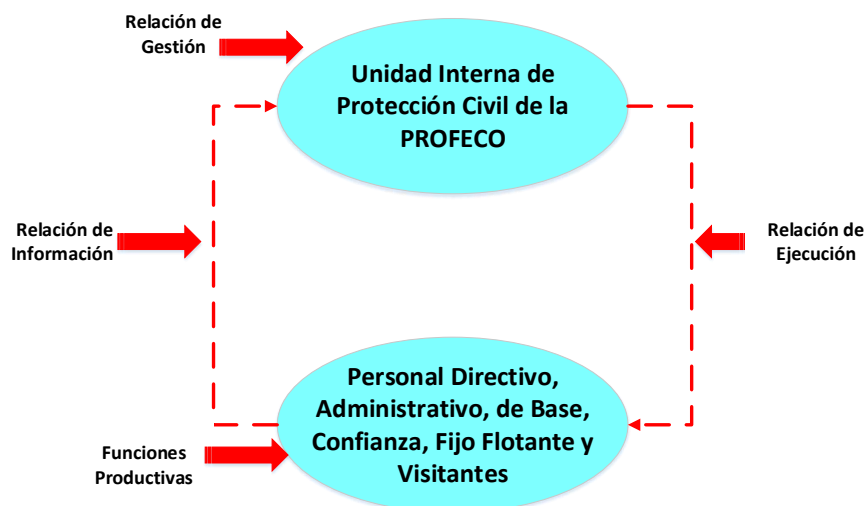 Relación de
Gestión
Unidad Interna de
Protección Civil de la
PROFECO
Relación de
Información
Relación de
Ejecución
Personal Directivo,
Administrativo, de Base,
Confianza, Fijo Flotante y
Visitantes
Funciones
Productivas